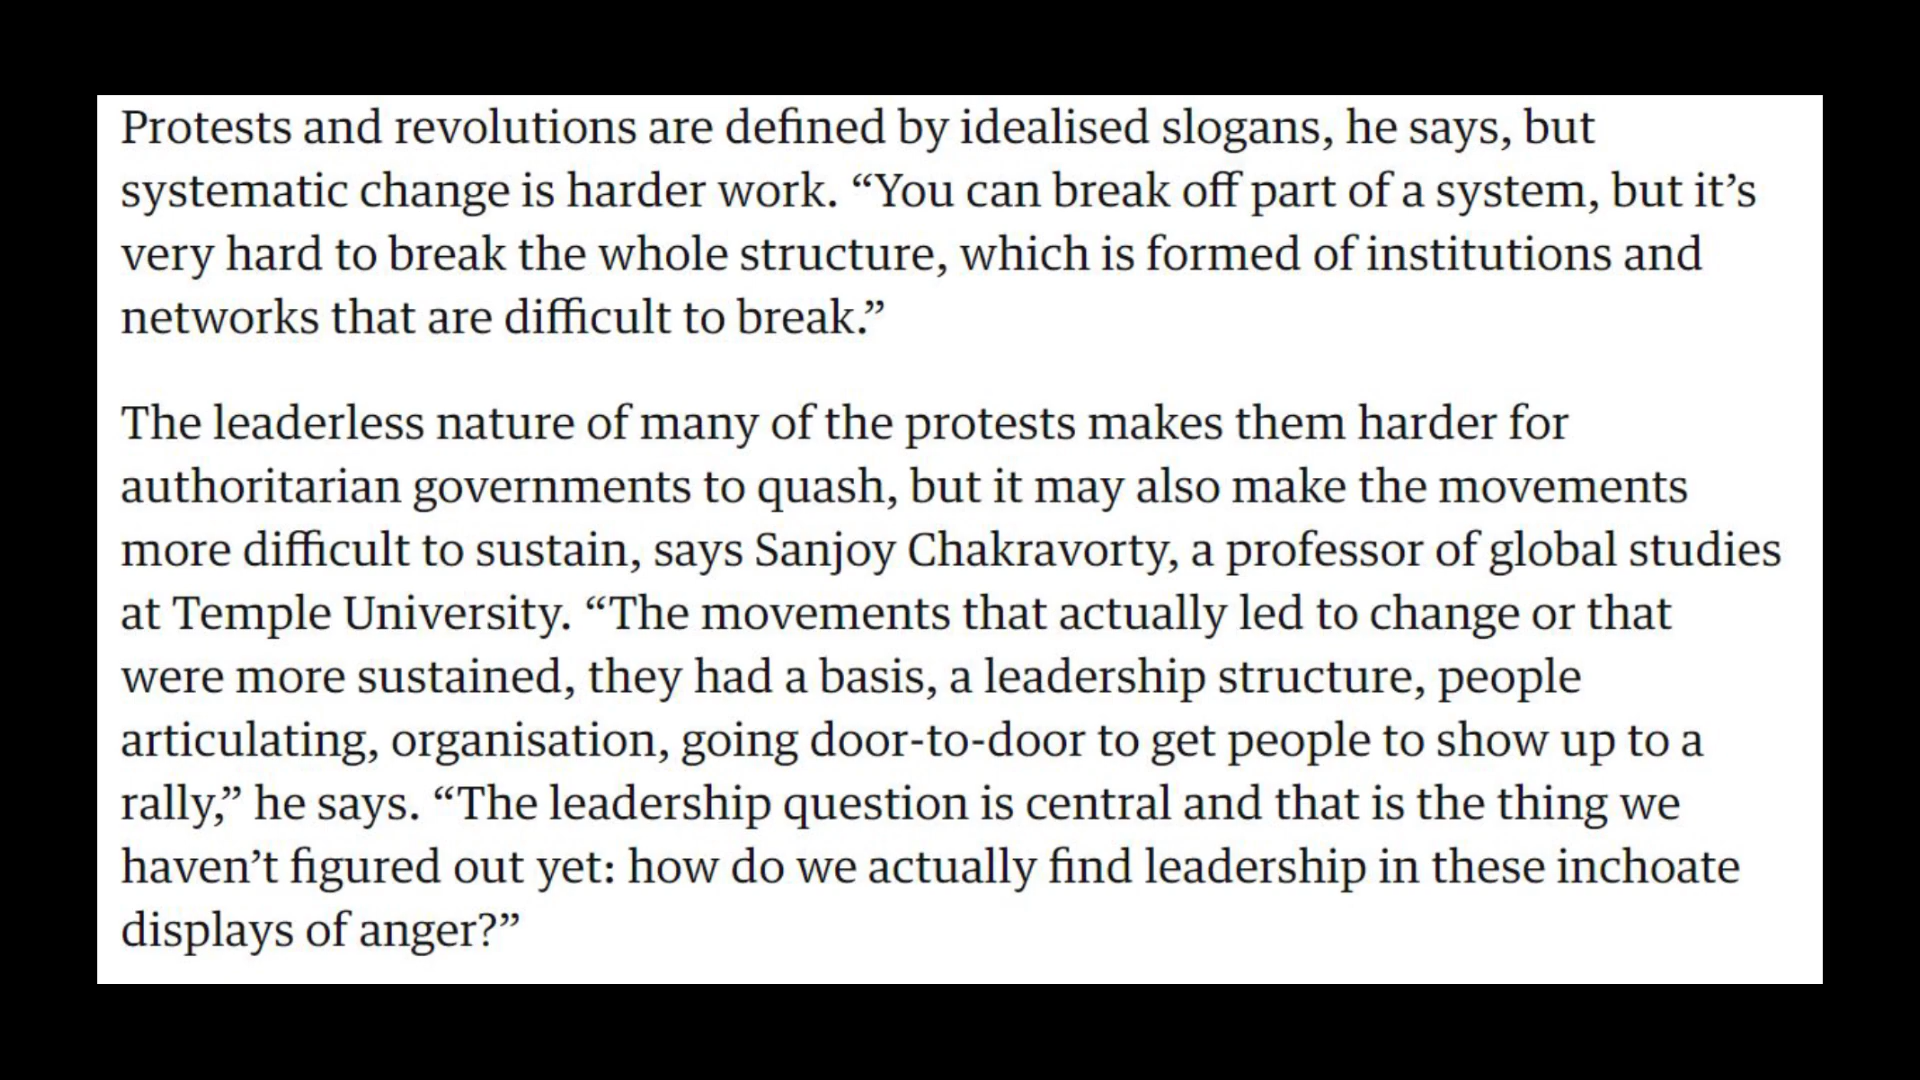 Protests and revolutions are defined by idealised slogans, he says, but
systematic change is harder work. “You can break off part of a system, but it’s
very hard to break the whole structure, which is formed of institutions and
networks that are difficult to break.”
The leaderless nature of many of the protests makes them harder for
authoritarian governments to quash, but it may also make the movements
more difficult to sustain, says Sanjoy Chakravorty, a professor of global studies
at Temple University. “The movements that actually led to change or that
were more sustained, they had a basis, a leadership structure, people
articulating, organisation, going door-to-door to get people to show up to a
rally,” he says. “The leadership question is central and that is the thing we
haven’t figured out yet: how do we actually find leadership in these inchoate
displays of anger?”